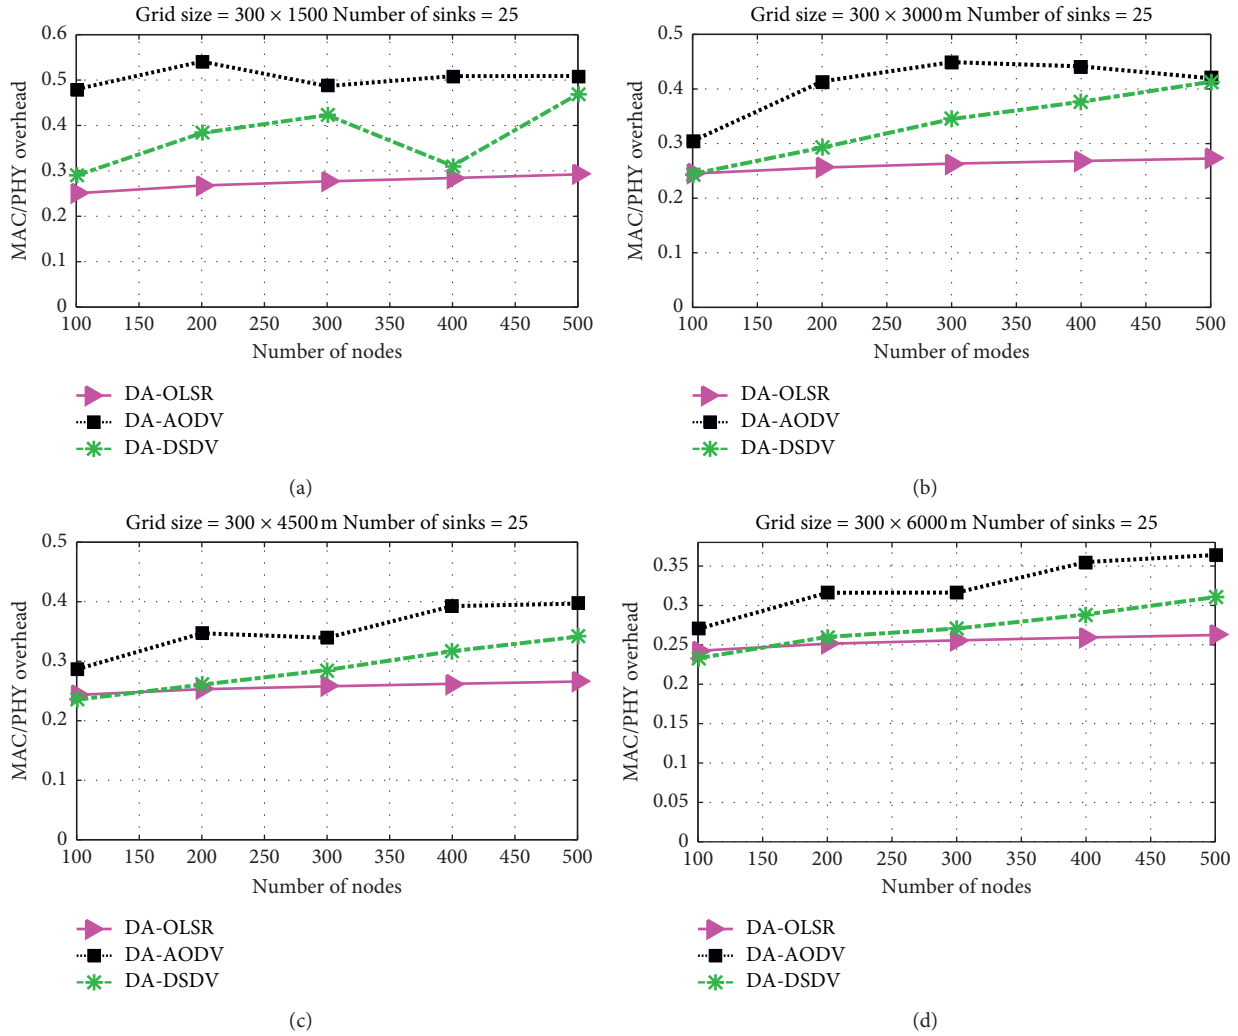 Grid size = 300 × 1500 Number of sinks = 25
0.6
0.5
0.4
0.3
0.2
0.1
0
MAC/PHY overhead
100 150 200 250 300 350 400 450 500
Number of nodes
DA-OLSR
DA-AODV
DA-DSDV
(a)
Grid size = 300 × 3000 m Number of sinks = 25
0.5
0.4
0.3
0.2
0.1
0
MAC/PHY overhead
100 150 200 250 300 350 400 450 500
Number of modes
DA-OLSR
DA-AODV
DA-DSDV
(b)
Grid size = 300 × 4500 m Number of sinks = 25
0.5
0.4
0.3
0.2
0.1
0
MAC/PHY overhead
100 150 200 250 300 350 400 450 500
Number of nodes
DA-OLSR
DA-AODV
DA-DSDV
(c)
Grid size = 300 × 6000 m Number of sinks = 25
0.35
0.3
0.25
0.2
0.15
0.1
0.05
0
MAC/PHY overhead
100 150 200 250 300 350 400 450 500
Number of nodes
DA-OLSR
DA-AODV
DA-DSDV
(d)